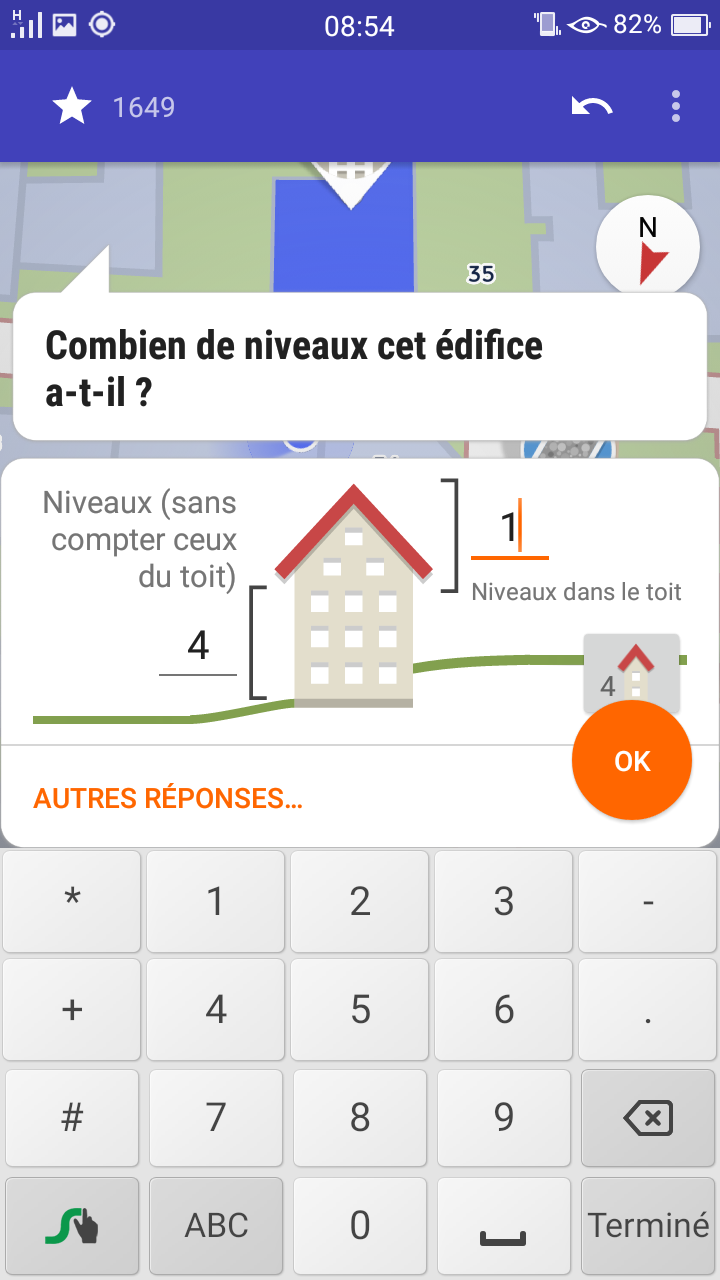 H
08:54
82%
1649
N
35
Combien de niveaux cet édifice
a-t-il ?
Niveaux (sans
compter ceux
du toit)
1
Niveaux dans le toit
4
4
OK
AUTRES RÉPONSES...
* 1 2 3 -
+ 4 5 6 .
# 7 8 9
ABC 0 Terminé